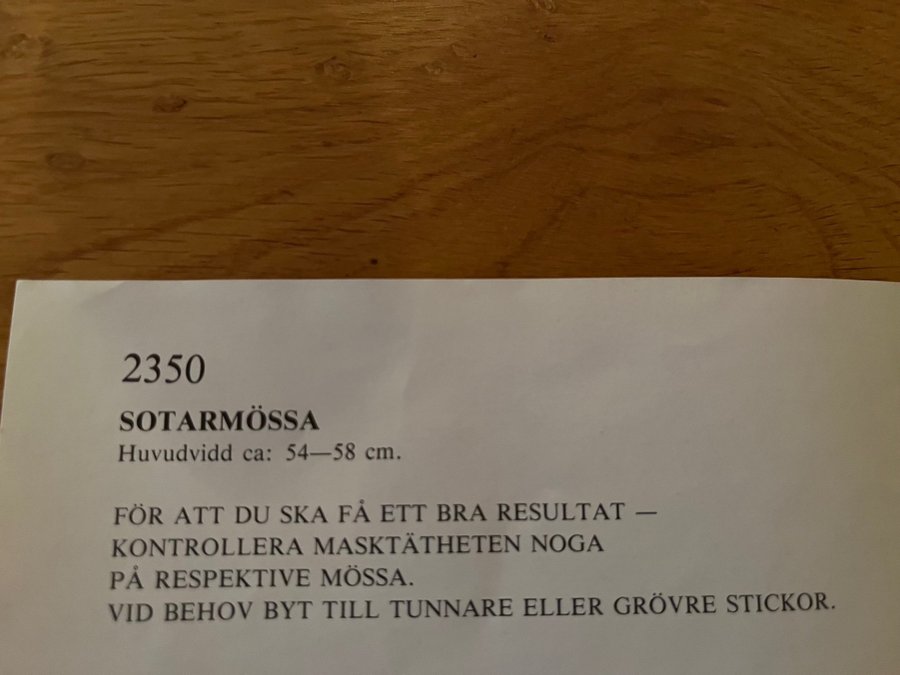 2350
SOTARMÖSSA
Huvudvidd ca: 54—58 cm.
FÖR ATT DU SKA FÅ ETT BRA RESULTAT —
KONTROLLERA MASKTÄTHETEN NOGA
PÅ RESPEKTIVE MÖSSA.
VID BEHOV BYT TILL TUNNARE ELLER GRÖVRE STICKOR.